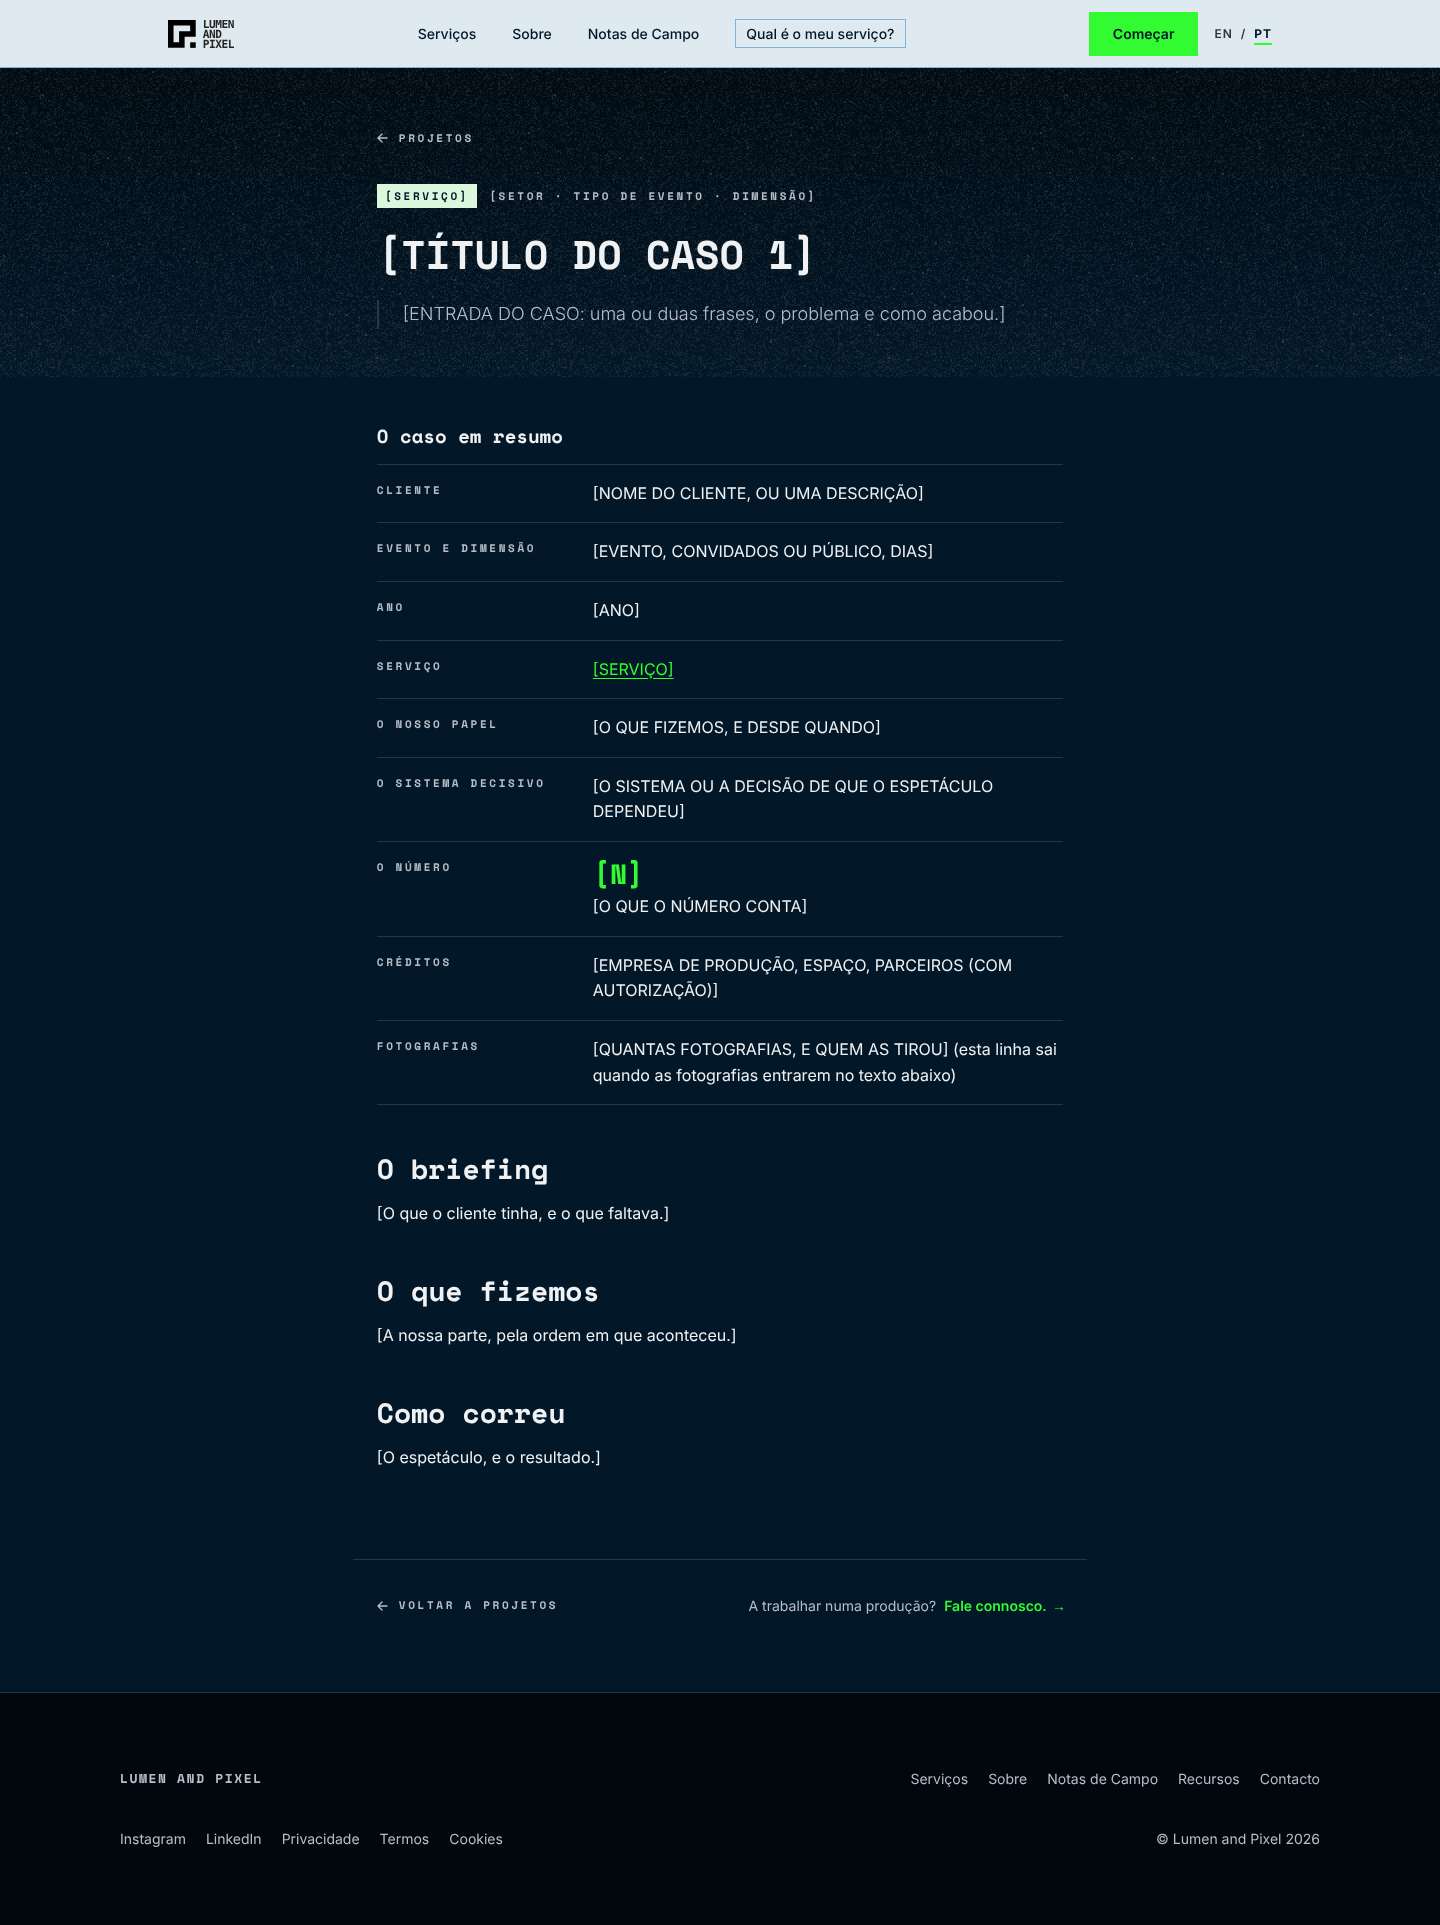 LUMEN
AND
PIXEL
Serviços
Sobre
Notas de Campo
Qual é o meu serviço?
Começar
EN / PT
← PROJETOS
[SERVIÇO] [SETOR · TIPO DE EVENTO · DIMENSÃO]
[TÍTULO DO CASO 1]
[ENTRADA DO CASO: uma ou duas frases, o problema e como acabou.]
O caso em resumo
CLIENTE
[NOME DO CLIENTE, OU UMA DESCRIÇÃO]
EVENTO E DIMENSÃO
[EVENTO, CONVIDADOS OU PÚBLICO, DIAS]
ANO
[ANO]
SERVIÇO
[SERVIÇO]
O NOSSO PAPEL
[O QUE FIZEMOS, E DESDE QUANDO]
O SISTEMA DECISIVO
[O SISTEMA OU A DECISÃO DE QUE O ESPETÁCULO
DEPENDEU]
O NÚMERO
[N]
[O QUE O NÚMERO CONTA]
CRÉDITOS
[EMPRESA DE PRODUÇÃO, ESPAÇO, PARCEIROS (COM
AUTORIZAÇÃO)]
FOTOGRAFIAS
[QUANTAS FOTOGRAFIAS, E QUEM AS TIROU] (esta linha sai
quando as fotografias entrarem no texto abaixo)
O briefing
[O que o cliente tinha, e o que faltava.]
O que fizemos
[A nossa parte, pela ordem em que aconteceu.]
Como correu
[O espetáculo, e o resultado.]
← VOLTAR A PROJETOS
A trabalhar numa produção? Fale connosco. →
LUMEN AND PIXEL
Serviços
Sobre
Notas de Campo
Recursos
Contacto
Instagram
LinkedIn
Privacidade
Termos
Cookies
© Lumen and Pixel 2026